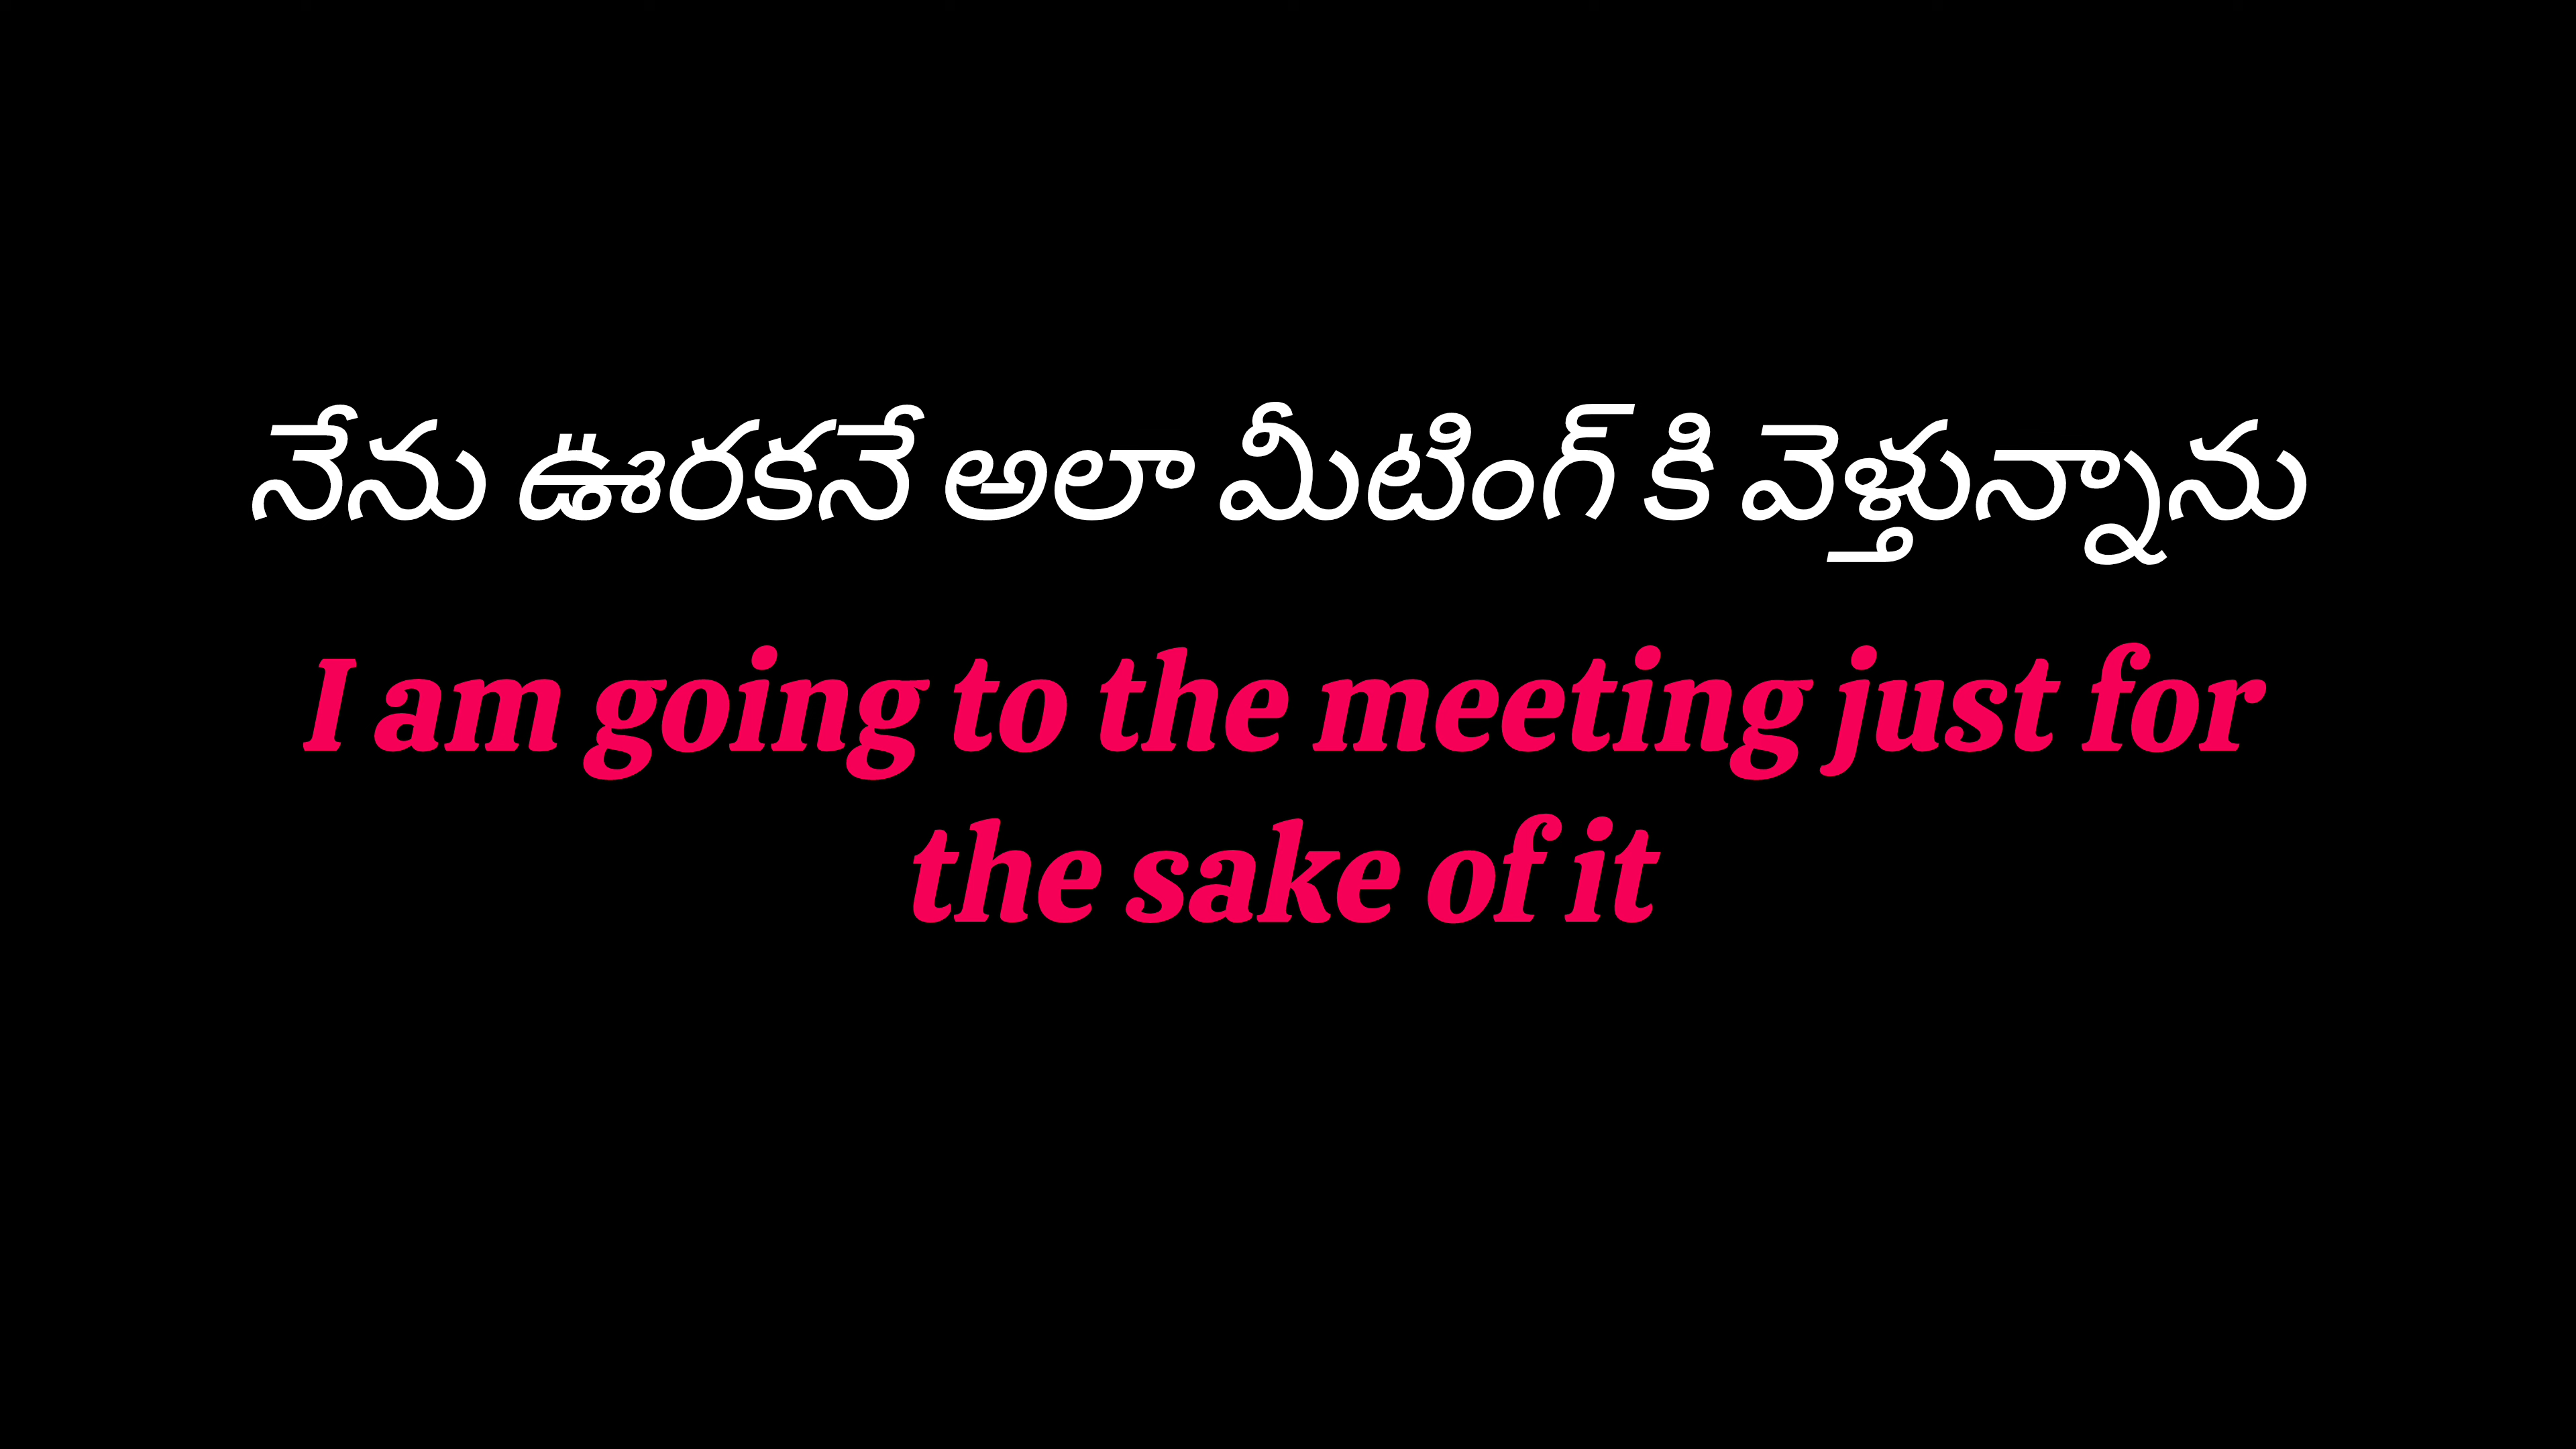 నేను ఊరకనే అలా మీటింగ్ కి వెళ్తున్నాను
I am going to the meeting just for
the sake of it